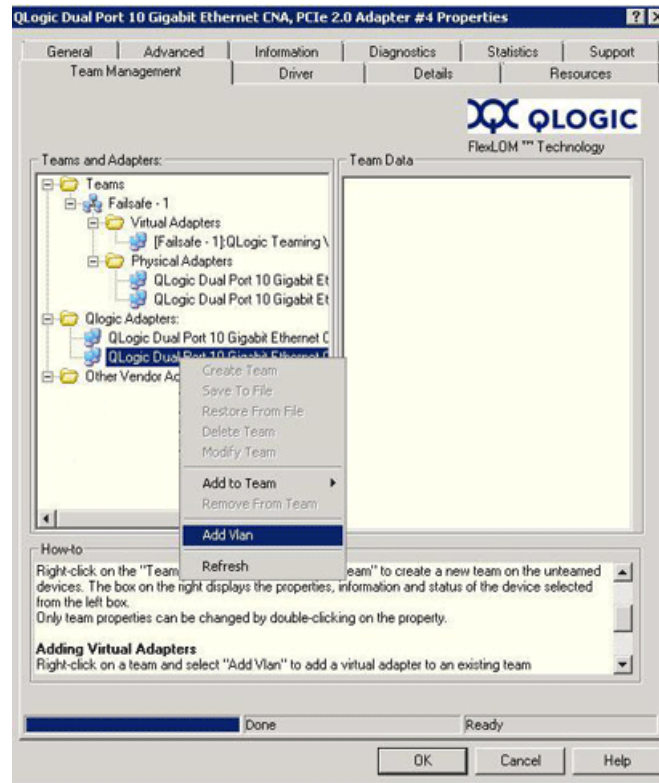 QLogic Dual Port 10 Gigabit Ethernet CNA, PCIe 2.0 Adapter #4 Properties
General Advanced Information Diagnostics Statistics Support
Team Management Driver Details Resources
QLOGIC
FlexLOM ™ Technology
Teams and Adapters:
Team Data
Teams
Failsafe - 1
Virtual Adapters
[Failsafe - 1]:QLogic Teaming V
Physical Adapters
QLogic Dual Port 10 Gigabit Et
QLogic Dual Port 10 Gigabit Et
Qlogic Adapters:
QLogic Dual Port 10 Gigabit Ethernet C
QLogic Dual Port 10 Gigabit Ethernet C
Other Vendor Ad
Create Team
Save To File
Restore From File
Delete Team
Modify Team
Add to Team
Remove From Team
Add Vlan
Refresh
How-to
Right-click on the "Team eam" to create a new team on the unteamed
devices. The box on the right displays the properties, information and status of the device selected
from the left box.
Only team properties can be changed by double-clicking on the property.
Adding Virtual Adapters
Right-click on a team and select "Add Vlan" to add a virtual adapter to an existing team
Done
Ready
OK Cancel Help